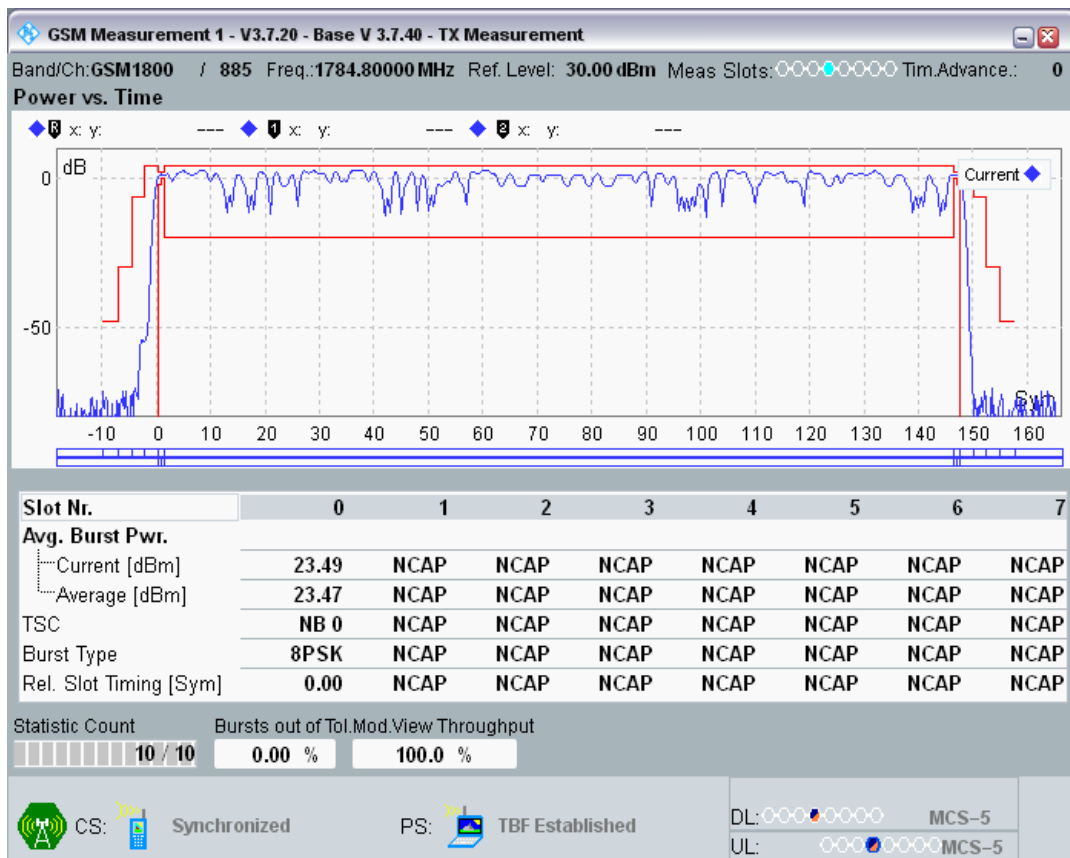 GSM Measurement 1 - V3.7.20 - Base V 3.7.40 - TX Measurement
Band/Ch:GSM1800 / 885 Freq.:1784.80000 MHz Ref. Level: 30.00 dBm Meas Slots: Tim.Advance.: 0
Power vs. Time
R x: y: --- 1 x: y: --- 2 x: y: ---
dB
Current
0
-50
Sym
-10 0 10 20 30 40 50 60 70 80 90 100 110 120 130 140 150 160
Slot Nr. 0 1 2 3 4 5 6 7
Avg. Burst Pwr.
Current [dBm] 23.49 NCAP NCAP NCAP NCAP NCAP NCAP NCAP
Average [dBm] 23.47 NCAP NCAP NCAP NCAP NCAP NCAP NCAP
TSC NB 0 NCAP NCAP NCAP NCAP NCAP NCAP NCAP
Burst Type 8PSK NCAP NCAP NCAP NCAP NCAP NCAP NCAP
Rel. Slot Timing [Sym] 0.00 NCAP NCAP NCAP NCAP NCAP NCAP NCAP
Statistic Count Bursts out of Tol. Mod.View Throughput
10 / 10 0.00 % 100.0 %
CS: Synchronized PS: TBF Established DL: MCS-5
UL: MCS-5